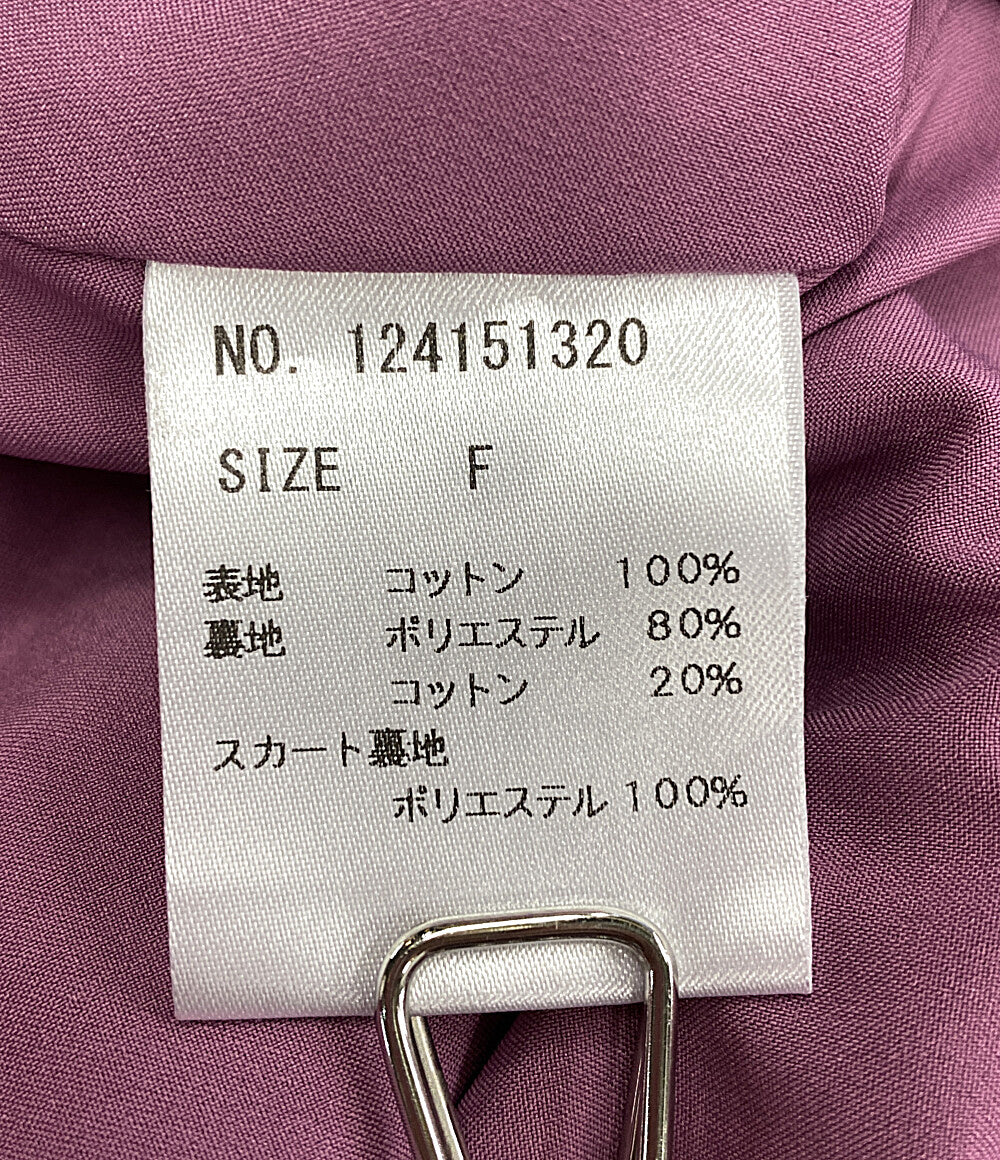 NO. 124151320
SIZE F
表地 コットン 100%
裏地 ポリエステル 80%
コットン 20%
スカート裏地
ポリエステル 100%